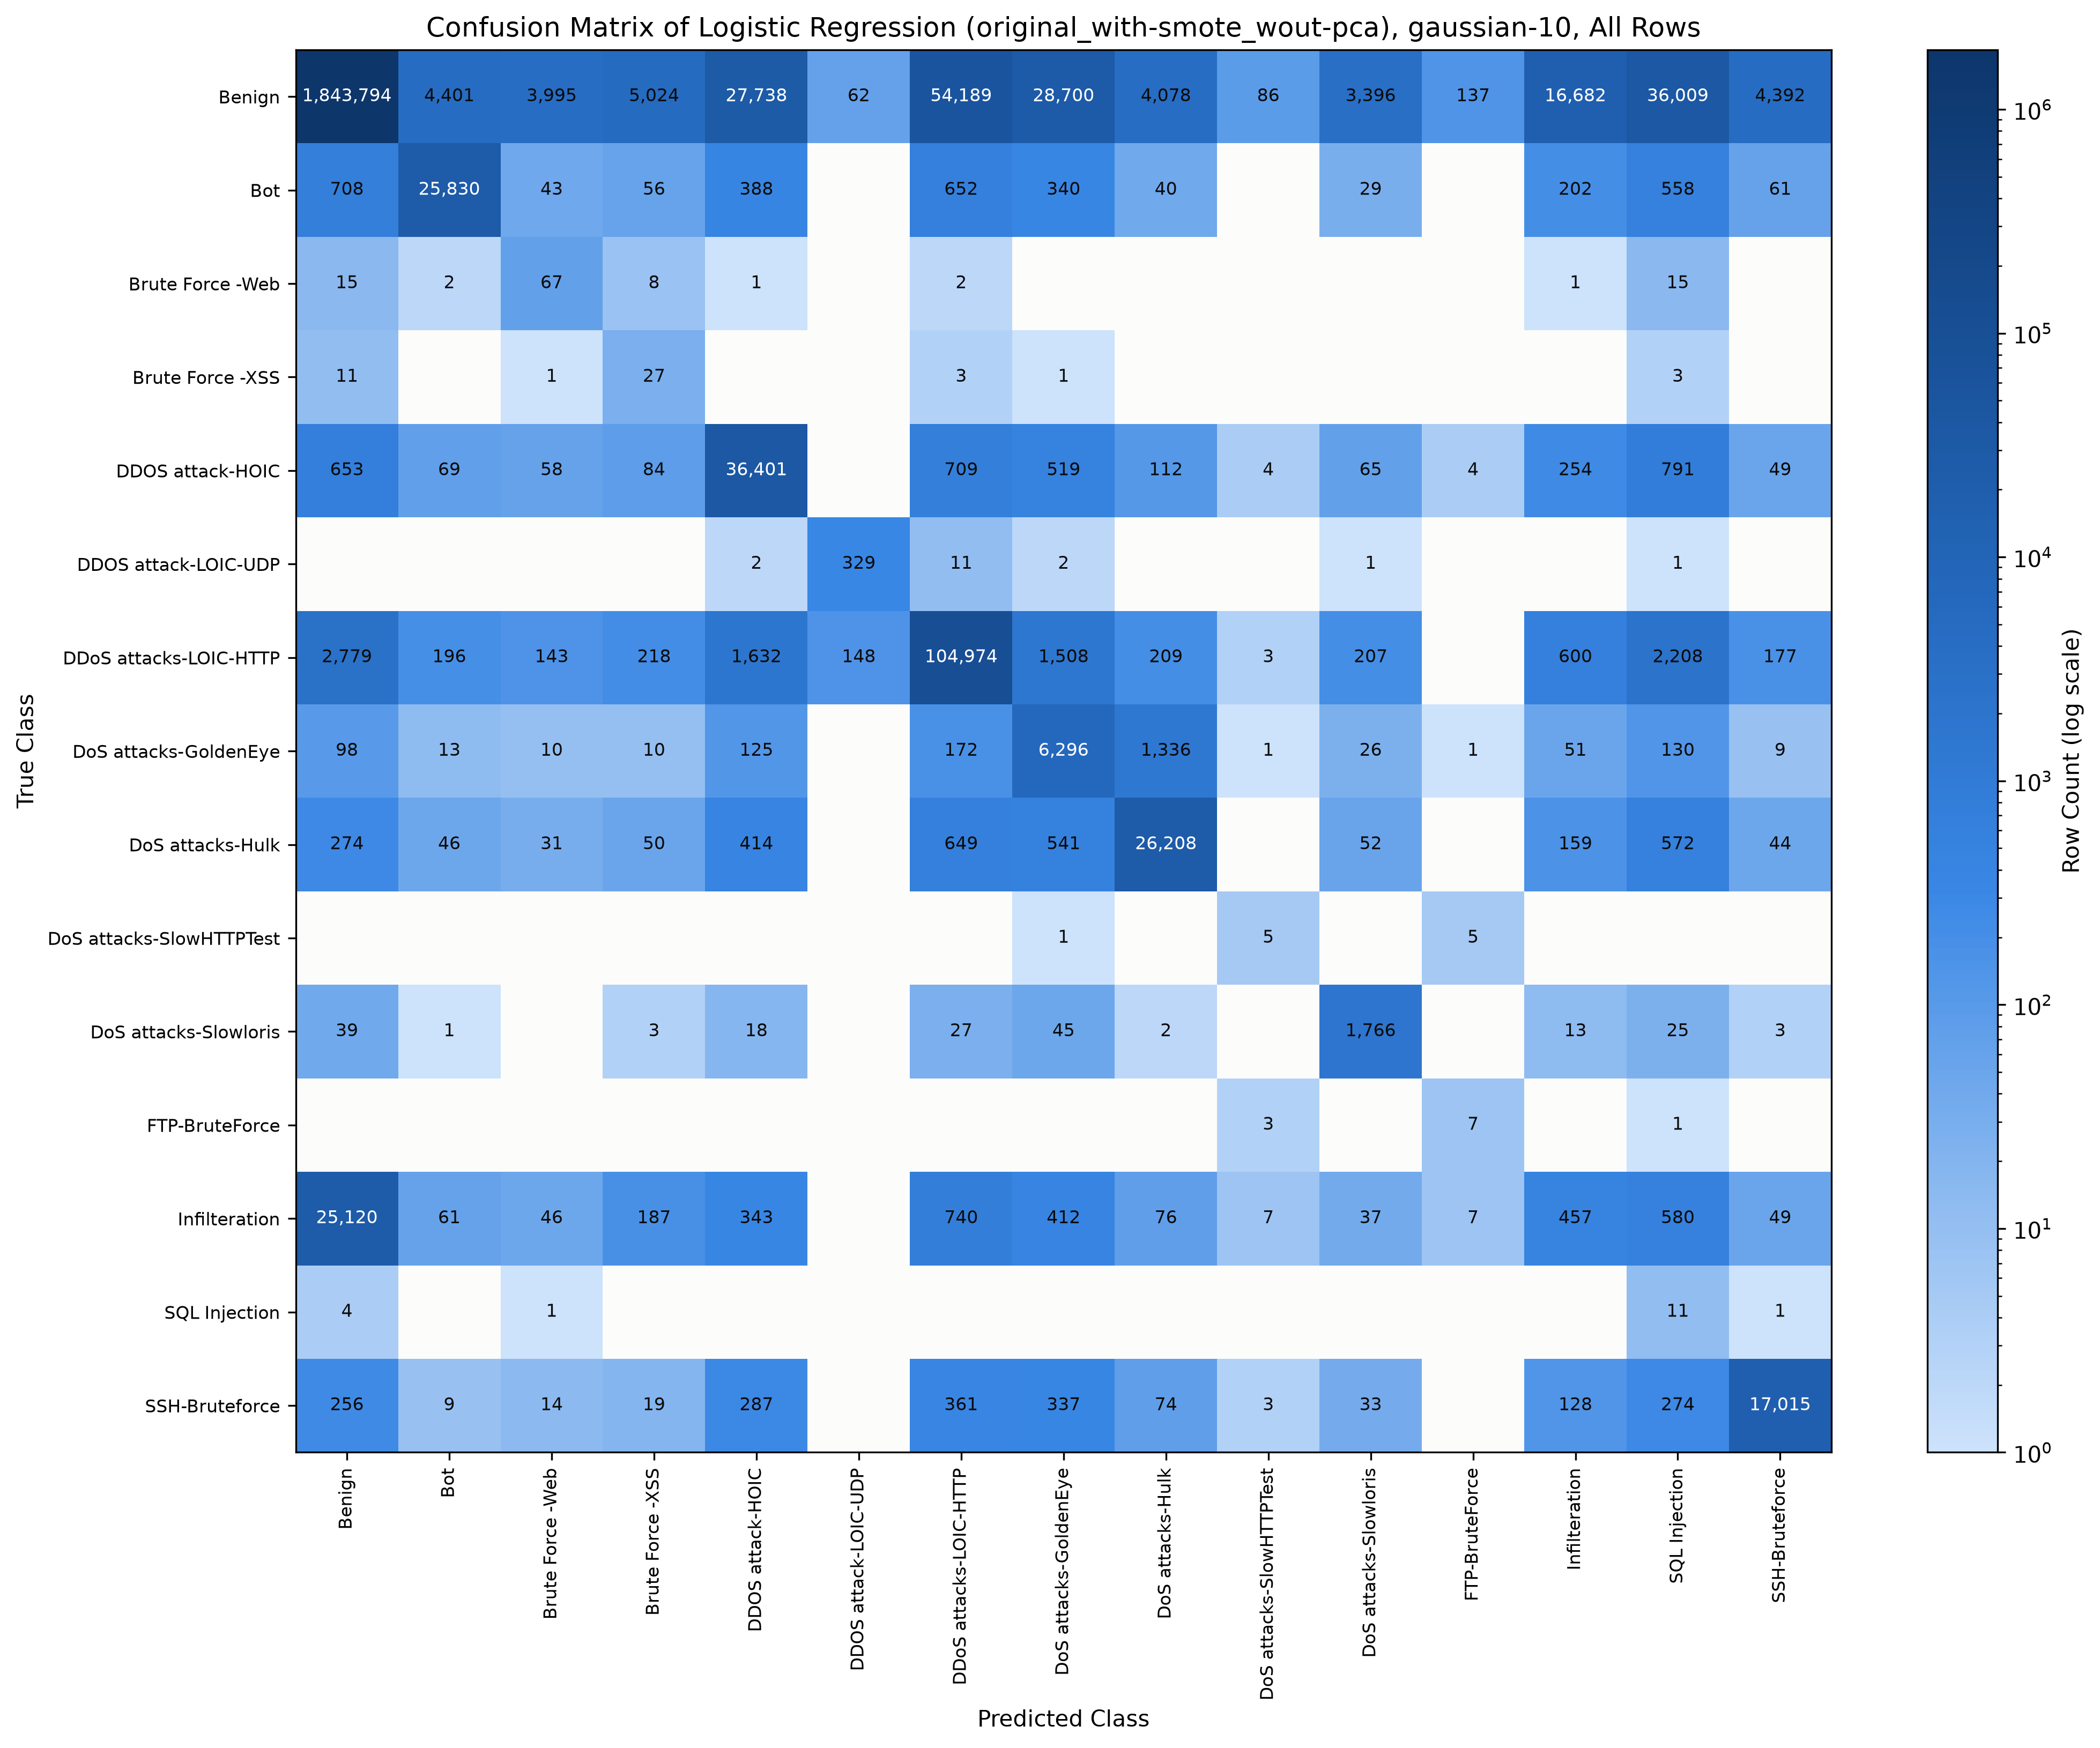 Confusion Matrix of Logistic Regression (original_with-smote_wout-pca), gaussian-10, All Rows
Benign 1,843,794 4,401 3,995 5,024 27,738 62 54,189 28,700 4,078 86 3,396 137 16,682 36,009 4,392
Bot 708 25,830 43 56 388 652 340 40 29 202 558 61
Brute Force -Web 15 2 67 8 1 2 1 15
Brute Force -XSS 11 1 27 3 1 3
DDOS attack-HOIC 653 69 58 84 36,401 709 519 112 4 65 4 254 791 49
DDOS attack-LOIC-UDP 2 329 11 2 1 1
DDoS attacks-LOIC-HTTP 2,779 196 143 218 1,632 148 104,974 1,508 209 3 207 600 2,208 177
DoS attacks-GoldenEye 98 13 10 10 125 172 6,296 1,336 1 26 1 51 130 9
DoS attacks-Hulk 274 46 31 50 414 649 541 26,208 52 159 572 44
DoS attacks-SlowHTTPTest 1 5 5
DoS attacks-Slowloris 39 1 3 18 27 45 2 1,766 13 25 3
FTP-BruteForce 3 7 1
Infilteration 25,120 61 46 187 343 740 412 76 7 37 7 457 580 49
SQL Injection 4 1 11 1
SSH-Bruteforce 256 9 14 19 287 361 337 74 3 33 128 274 17,015
True Class
Benign
Bot
Brute Force -Web
Brute Force -XSS
DDOS attack-HOIC
DDOS attack-LOIC-UDP
DDoS attacks-LOIC-HTTP
DoS attacks-GoldenEye
DoS attacks-Hulk
DoS attacks-SlowHTTPTest
DoS attacks-Slowloris
FTP-BruteForce
Infilteration
SQL Injection
SSH-Bruteforce
Predicted Class
10⁶
10⁵
10⁴
10³
10²
10¹
10⁰
Row Count (log scale)